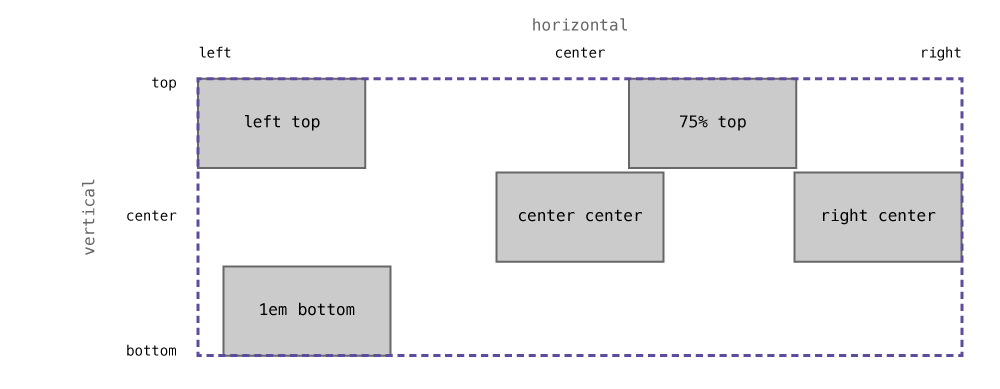 horizontal
left
center
right
top
left top
75% top
vertical
center
center center
right center
1em bottom
bottom